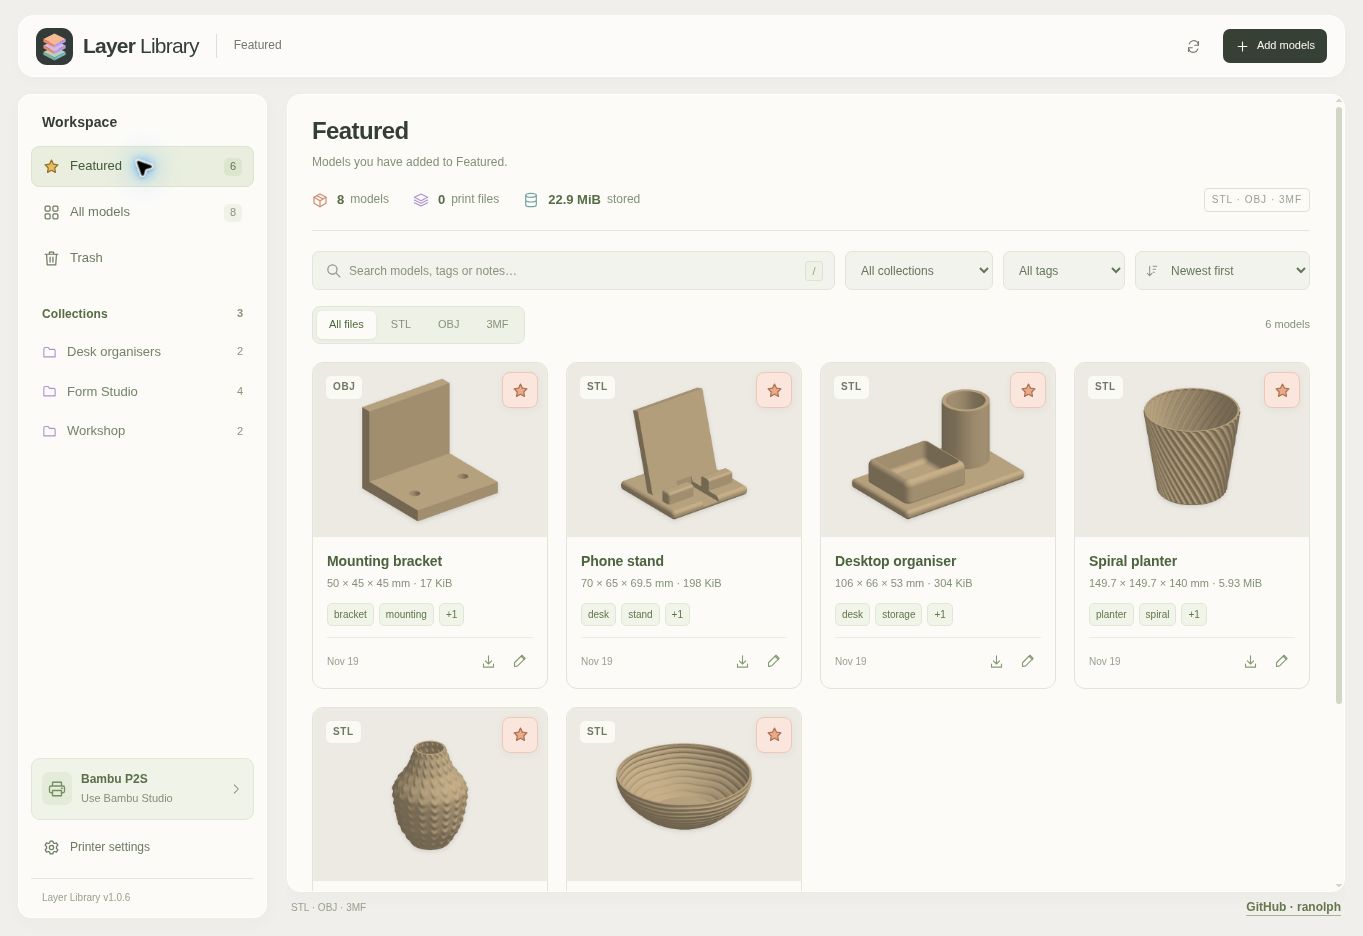 Layer Library
Featured
Add models
Workspace
Featured 6
All models 8
Trash
Collections 3
Desk organisers 2
Form Studio 4
Workshop 2
Bambu P2S
Use Bambu Studio
Printer settings
Layer Library v1.0.6
Featured
Models you have added to Featured.
8 models 0 print files 22.9 MiB stored STL · OBJ · 3MF
Search models, tags or notes... / All collections All tags Newest first
All files STL OBJ 3MF 6 models
OBJ
Mounting bracket
50 × 45 × 45 mm · 17 KiB
bracket mounting +1
Nov 19
STL
Phone stand
70 × 65 × 69.5 mm · 198 KiB
desk stand +1
Nov 19
STL
Desktop organiser
106 × 66 × 53 mm · 304 KiB
desk storage +1
Nov 19
STL
Spiral planter
149.7 × 149.7 × 140 mm · 5.93 MiB
planter spiral +1
Nov 19
STL
STL
STL · OBJ · 3MF
GitHub · ranolph